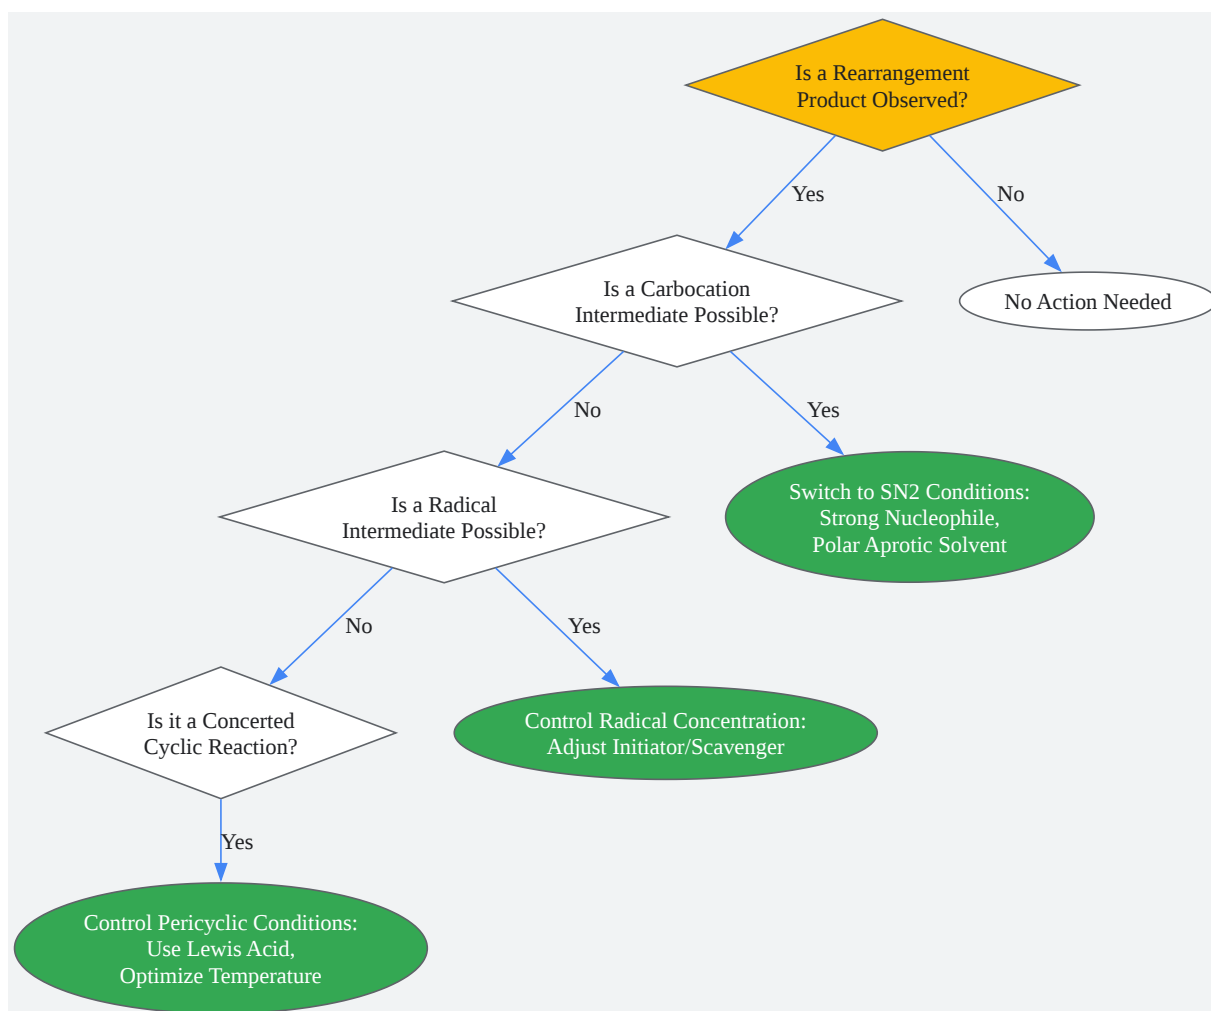 Is a Rearrangement
Product Observed?
Yes
No
Is a Carbocation
Intermediate Possible?
No Action Needed
No
Yes
Is a Radical
Intermediate Possible?
Switch to SN2 Conditions:
Strong Nucleophile,
Polar Aprotic Solvent
No
Yes
Is it a Concerted
Cyclic Reaction?
Control Radical Concentration:
Adjust Initiator/Scavenger
Yes
Control Pericyclic Conditions:
Use Lewis Acid,
Optimize Temperature